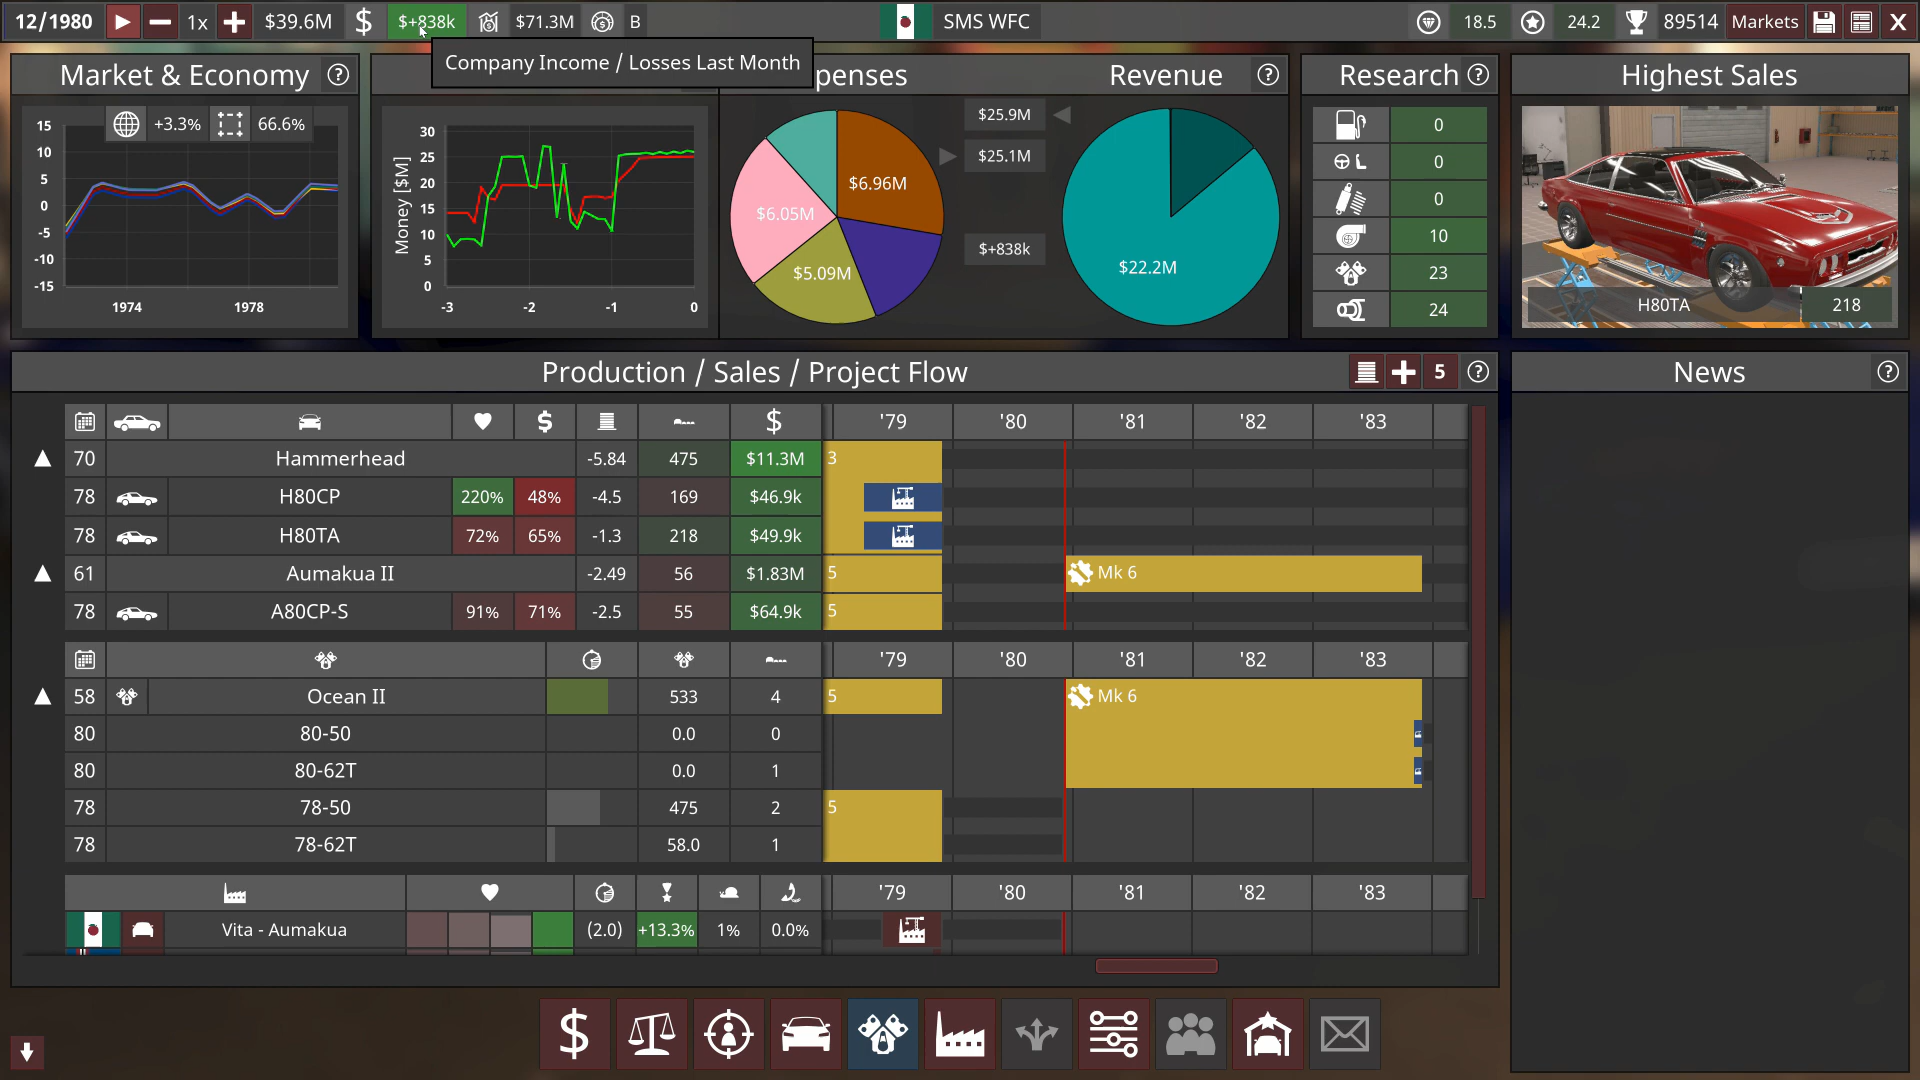 12/1980 1x $39.6M $ $+838k $71.3M B SMS WFC 18.5 24.2 89514 Markets X
Company Income / Losses Last Month
Market & Economy ?
penses Revenue ?
Research ?
Highest Sales
+3.3% 66.6%
15
10
5
0
-5
-10
-15
1974 1978
Money [$M]
30
25
20
15
10
5
0
-3 -2 -1 0
$6.96M
$6.05M
$5.09M
$25.9M
$25.1M
$+838k
$22.2M
0
0
0
10
23
24
H80TA 218
Production / Sales / Project Flow 5 ?
News ?
$ $ '79 '80 '81 '82 '83
70 Hammerhead -5.84 475 $11.3M 3
78 H80CP 220% 48% -4.5 169 $46.9k
78 H80TA 72% 65% -1.3 218 $49.9k
61 Aumakua II -2.49 56 $1.83M 5 Mk 6
78 A80CP-S 91% 71% -2.5 55 $64.9k 5
'79 '80 '81 '82 '83
58 Ocean II 533 4 5 Mk 6
80 80-50 0.0 0
80 80-62T 0.0 1
78 78-50 475 2 5
78 78-62T 58.0 1
'79 '80 '81 '82 '83
Vita - Aumakua (2.0) +13.3% 1% 0.0%
$